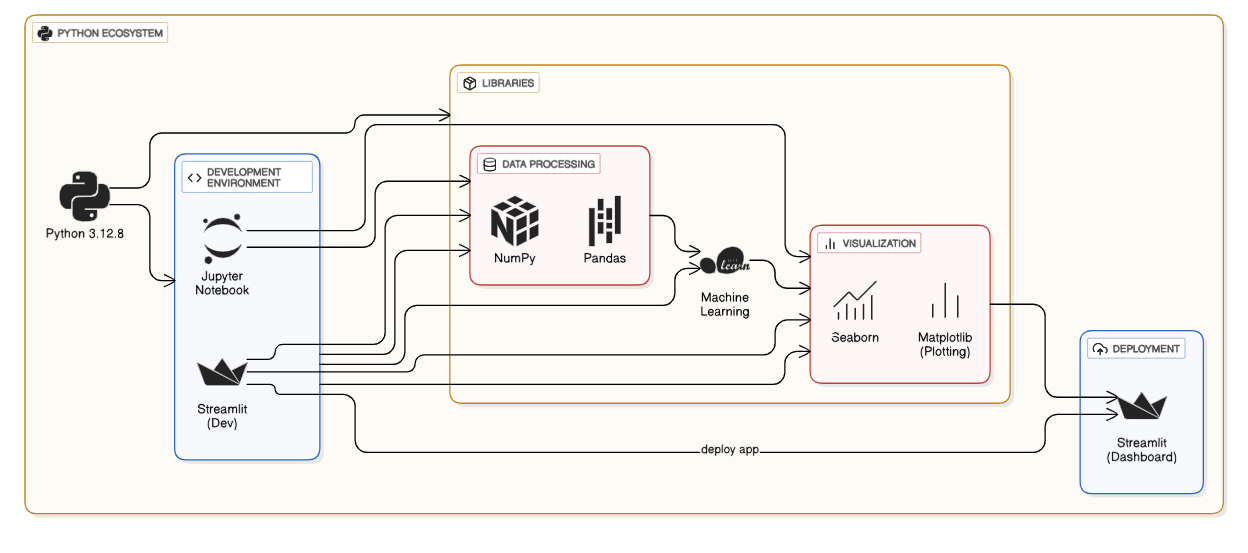 PYTHON ECOSYSTEM
LIBRARIES
DEVELOPMENT
ENVIRONMENT
DATA PROCESSING
Python 3.12.8
NumPy
Pandas
VISUALIZATION
learn
Jupyter
Notebook
Machine
Learning
Seaborn
Matplotlib
(Plotting)
DEPLOYMENT
Streamlit
(Dev)
deploy app
Streamlit
(Dashboard)